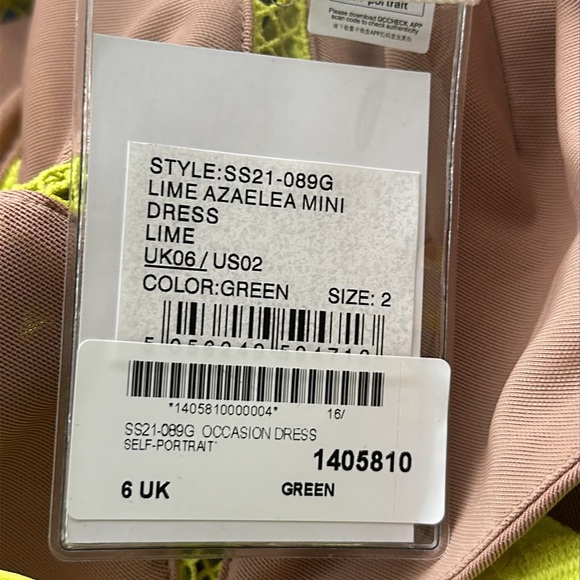 portrait
Please download QCCHECK APP
scan code to check authenticity
STYLE:SS21-089G
LIME AZAELEA MINI
DRESS
LIME
UK06 / US02
COLOR:GREEN SIZE: 2
*1405810000004* 16/
SS21-089G OCCASION DRESS
SELF-PORTRAIT
1405810
6 UK GREEN